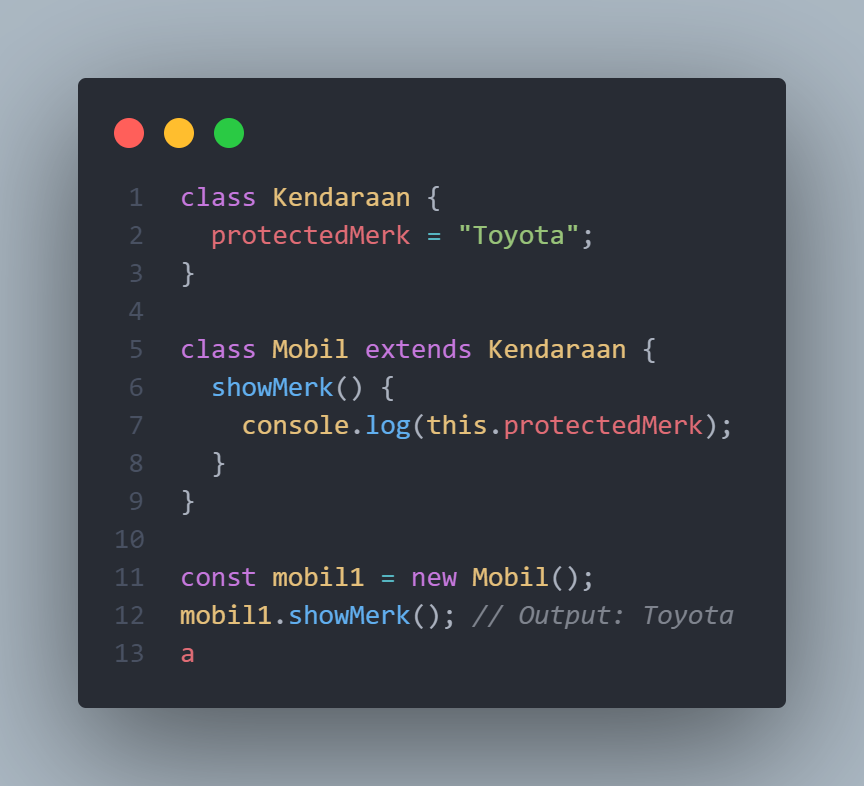 1 class Kendaraan {
2   protectedMerk = "Toyota";
3 }
4
5 class Mobil extends Kendaraan {
6   showMerk() {
7     console.log(this.protectedMerk);
8   }
9 }
10
11 const mobil1 = new Mobil();
12 mobil1.showMerk(); // Output: Toyota
13 a